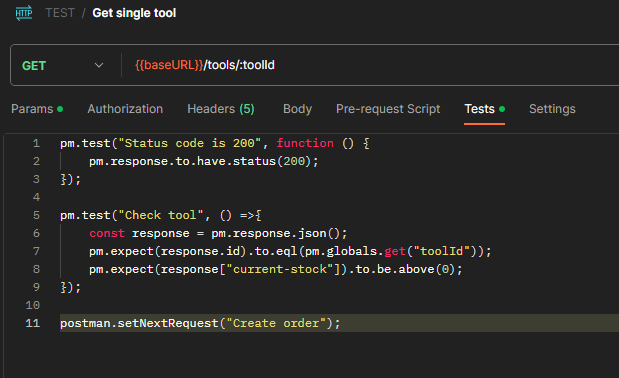 HTTP TEST / Get single tool
GET {{baseURL}}/tools/:toolId
Params Authorization Headers (5) Body Pre-request Script Tests Settings
1 pm.test("Status code is 200", function () {
2 pm.response.to.have.status(200);
3 });
4
5 pm.test("Check tool", () =>{
6 const response = pm.response.json();
7 pm.expect(response.id).to.eql(pm.globals.get("toolId"));
8 pm.expect(response["current-stock"]).to.be.above(0);
9 });
10
11 postman.setNextRequest("Create order");